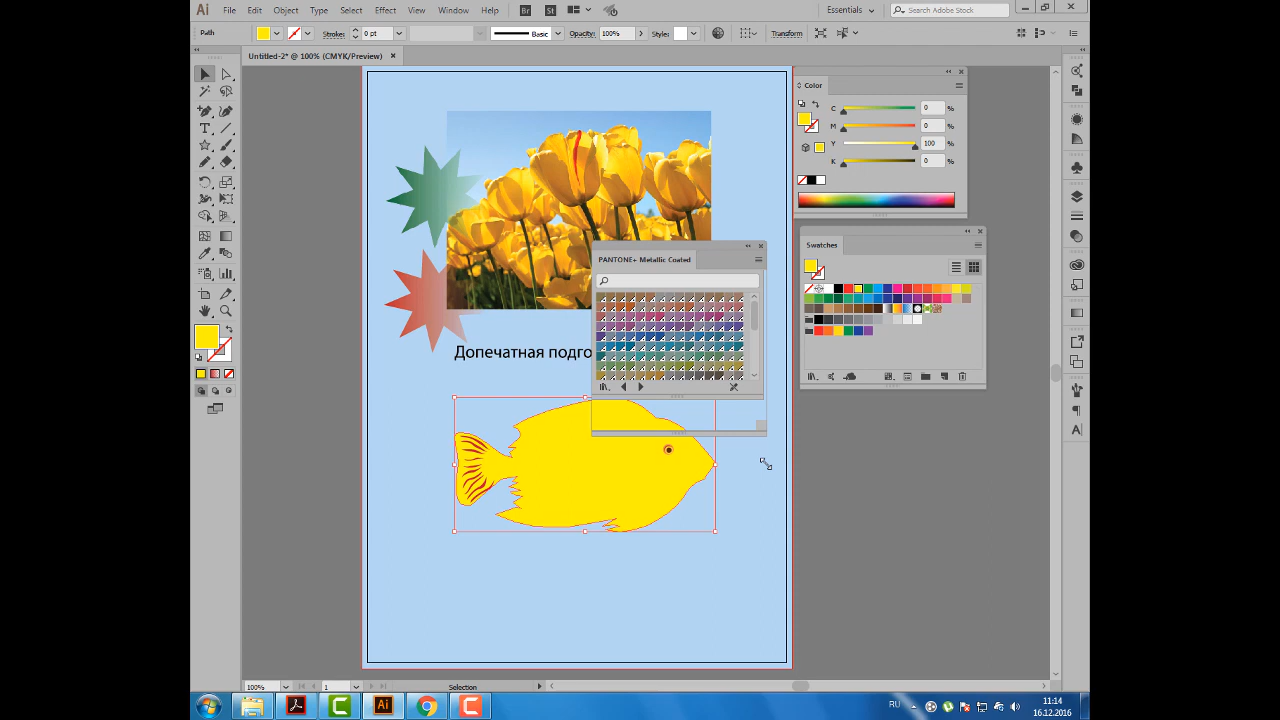 Ai File Edit Object Type Select Effect View Window Help Br St Essentials Search Adobe Stock
Path Stroke: 0 pt Basic Opacity: 100% Style: Transform
Untitled-2* @ 100% (CMYK/Preview) ×
Color
C 0 %
M 0 %
Y 100 %
K 0 %
Swatches
PANTONE+ Metallic Coated
Допечатная подго
100% 1 Selection
Ai
RU 11:14
16.12.2016